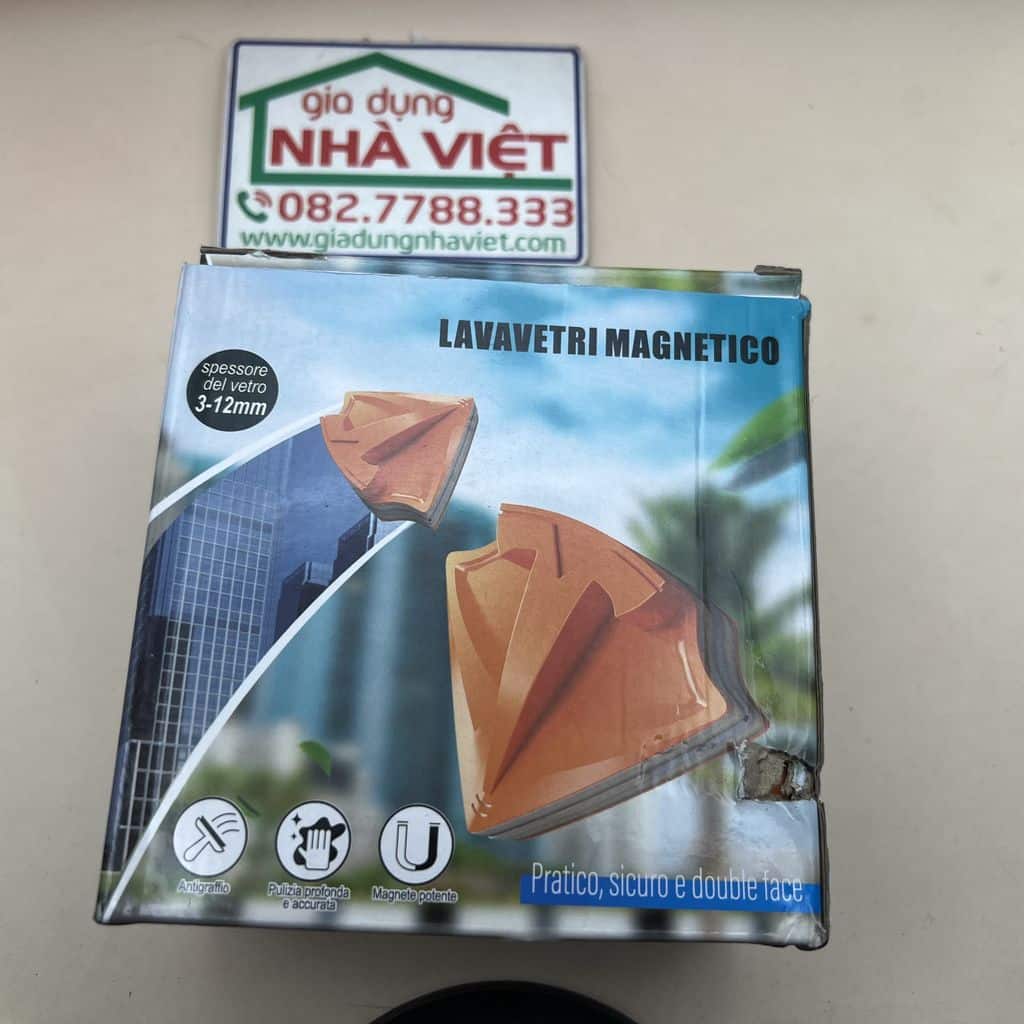 gia dụng
NHÀ VIỆT
082.7788.333
www.giadungnhaviet.com
LAVAVETRI MAGNETICO
spessore
del vetro
3-12mm
Antigraffio
Pulizia profonda
e accurata
Magnete potente
Pratico, sicuro e double face